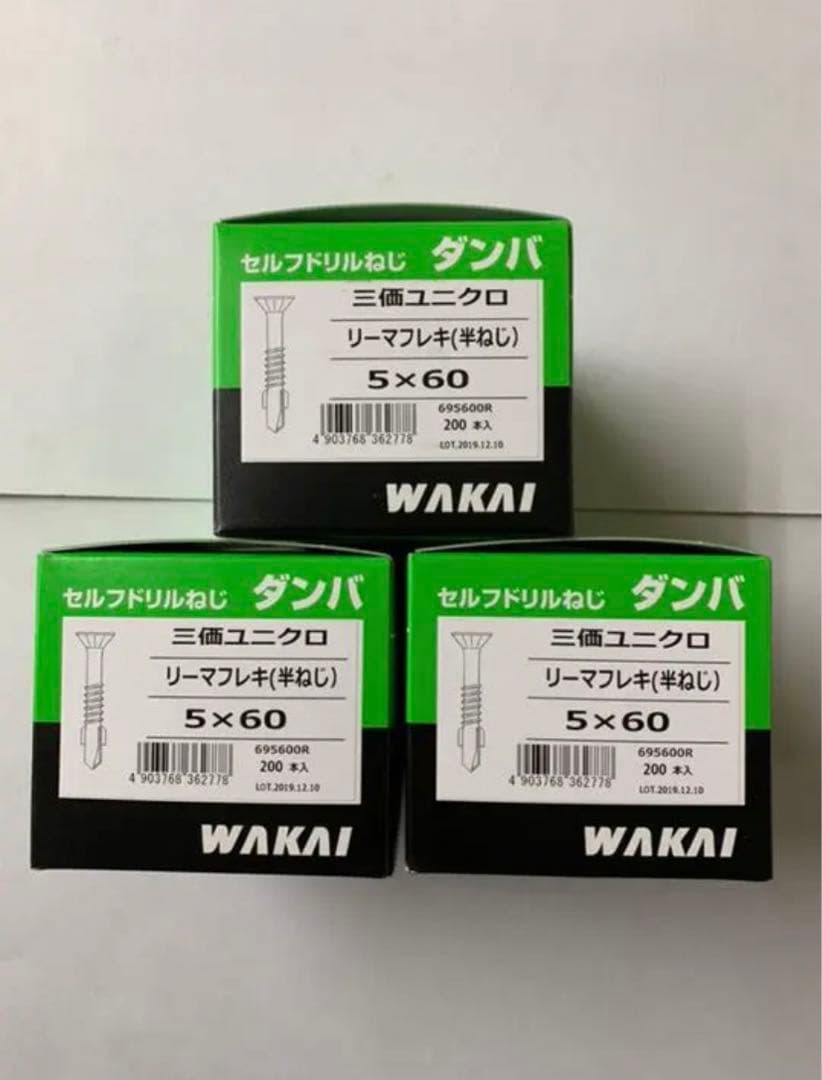 セルフドリルねじ ダンバ
三価ユニクロ
リーマフレキ(半ねじ)
5×60
695600R
200 本入
4 903768 362778
LOT.2019.12.10
WAKAI
セルフドリルねじ ダンバ
三価ユニクロ
リーマフレキ(半ねじ)
5×60
695600R
200 本入
4 903768 362778
LOT.2019.12.10
WAKAI
セルフドリルねじ ダンバ
三価ユニクロ
リーマフレキ(半ねじ)
5×60
695600R
200 本入
4 903768 362778
LOT.2019.12.10
WAKAI